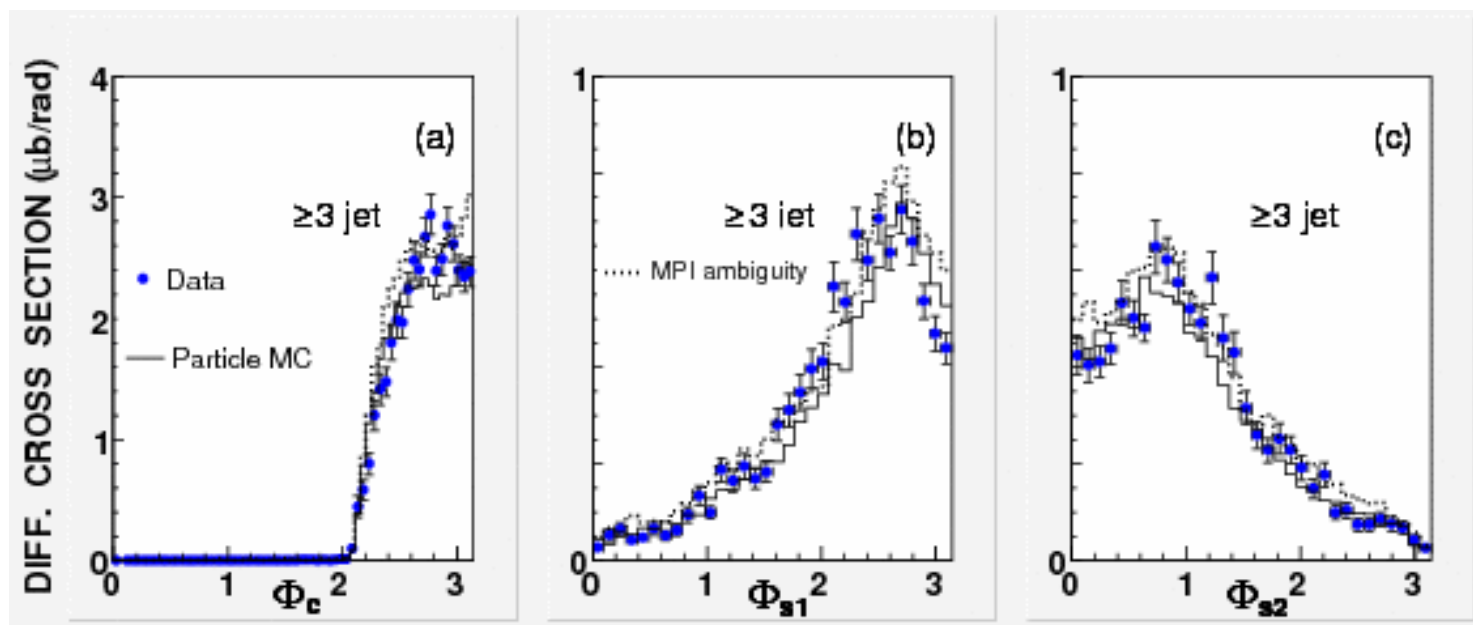 DIFF. CROSS SECTION (μb/rad)
4
3
2
1
0
(a)
≥3 jet
Data
Particle MC
0 1 2 3
Φc
1
0
(b)
≥3 iet
MPI ambiguity
0 1 2 3
Φs1
1
0
(c)
≥3 jet
0 1 2 3
Φs2